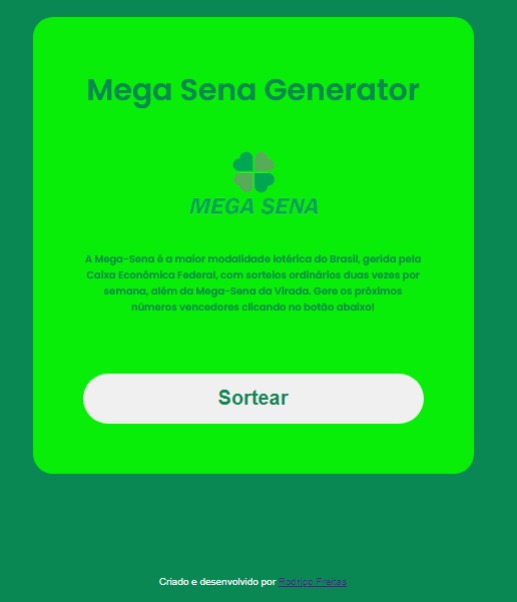 Mega Sena Generator
MEGA SENA
A Mega-Sena é a maior modalidade lotérica do Brasil, gerida pela
Caixa Econômica Federal, com sorteios ordinários duas vezes por
semana, além da Mega-Sena da Virada. Gere os próximos
números vencedores clicando no botão abaixo!
Sortear
Criado e desenvolvido por Rodrigo Freitas